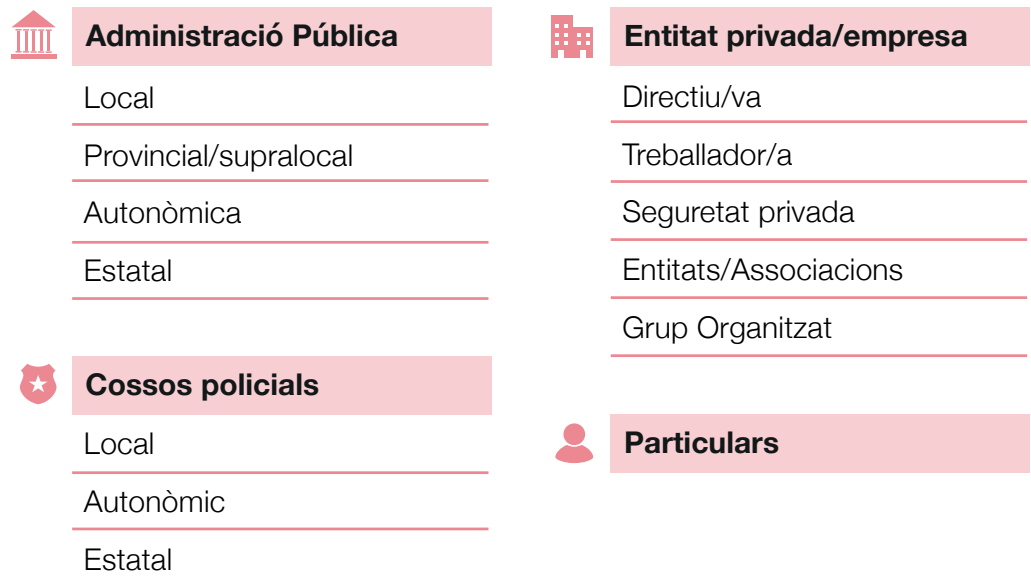 Administració Pública
Local
Provincial/supralocal
Autonòmica
Estatal
Cossos policials
Local
Autonòmic
Estatal
Entitat privada/empresa
Directiu/va
Treballador/a
Seguretat privada
Entitats/Associacions
Grup Organitzat
Particulars